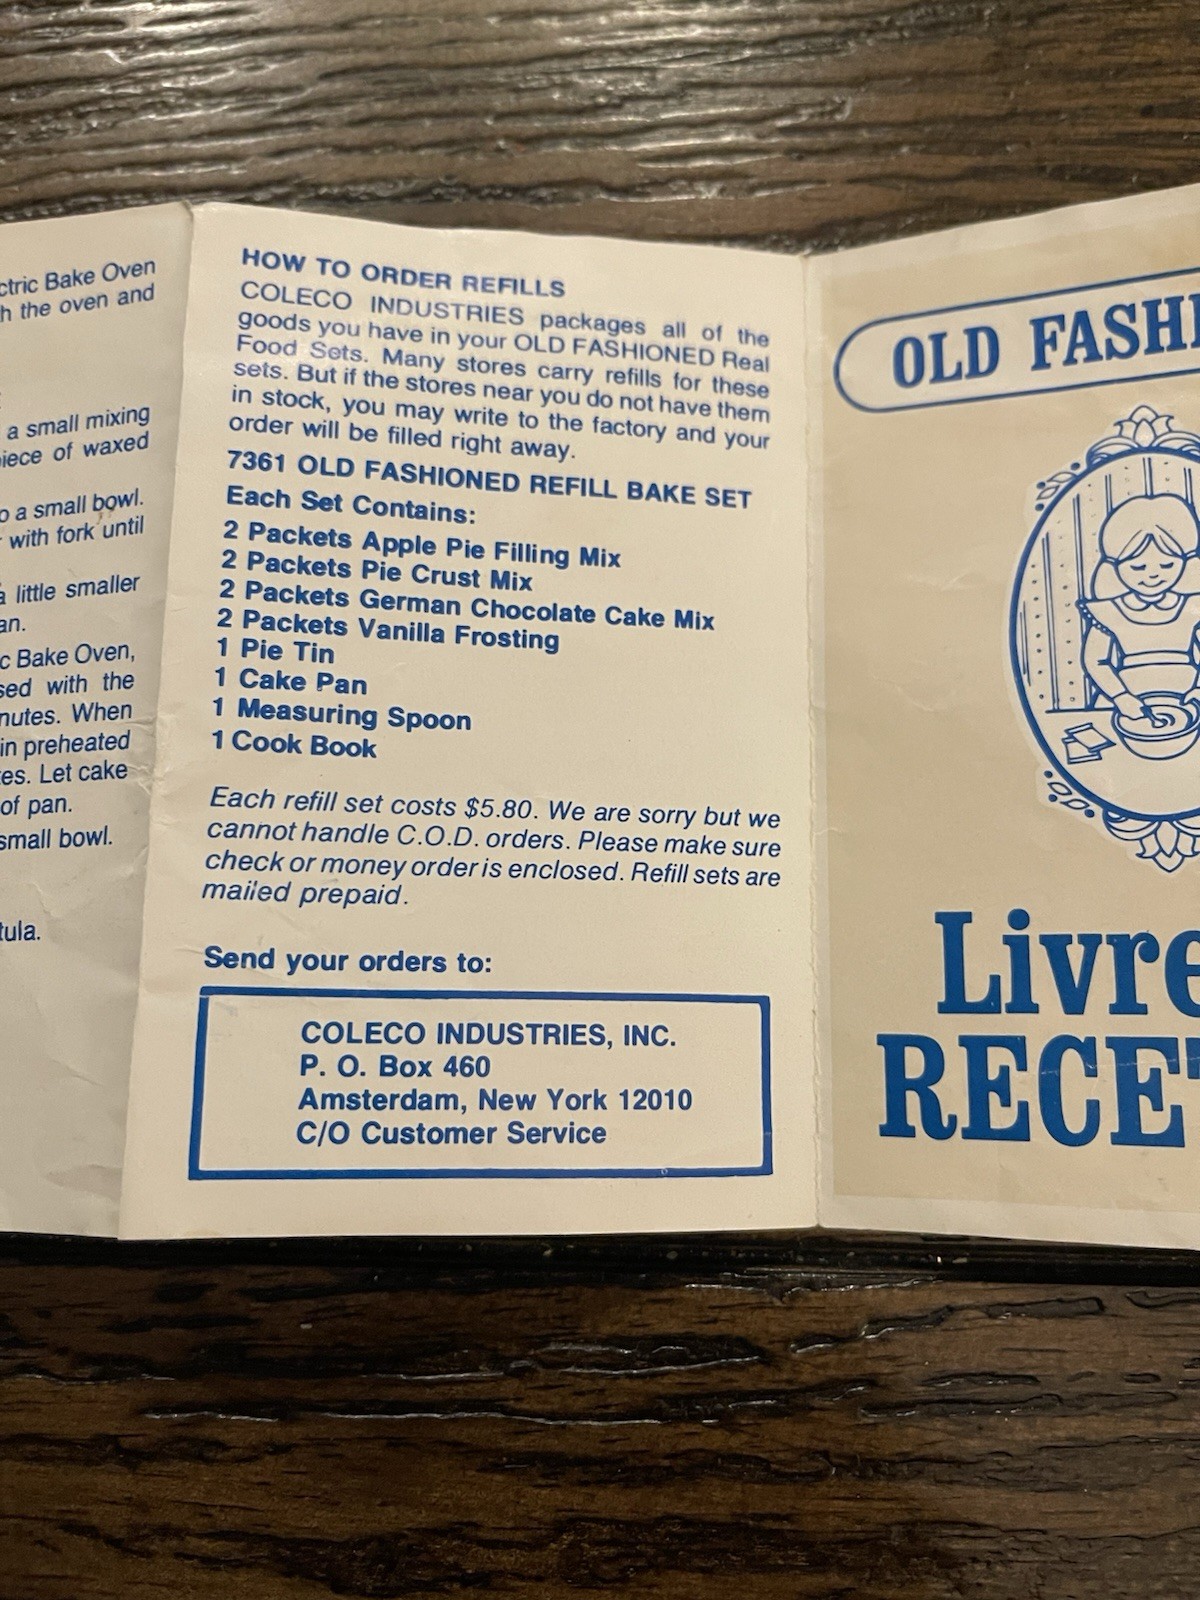 ctric Bake Oven
h the oven and
a small mixing
iece of waxed
o a small bowl.
with fork until
a little smaller
an.
c Bake Oven,
sed with the
nutes. When
in preheated
es. Let cake
of pan.
small bowl.
tula.
HOW TO ORDER REFILLS
COLECO INDUSTRIES packages all of the
goods you have in your OLD FASHIONED Real
Food Sets. Many stores carry refills for these
sets. But if the stores near you do not have them
in stock, you may write to the factory and your
order will be filled right away.
7361 OLD FASHIONED REFILL BAKE SET
Each Set Contains:
2 Packets Apple Pie Filling Mix
2 Packets Pie Crust Mix
2 Packets German Chocolate Cake Mix
2 Packets Vanilla Frosting
1 Pie Tin
1 Cake Pan
1 Measuring Spoon
1 Cook Book
Each refill set costs $5.80. We are sorry but we
cannot handle C.O.D. orders. Please make sure
check or money order is enclosed. Refill sets are
mailed prepaid.
Send your orders to:
COLECO INDUSTRIES, INC.
P. O. Box 460
Amsterdam, New York 12010
C/O Customer Service
OLD FASHI
Livre
RECET